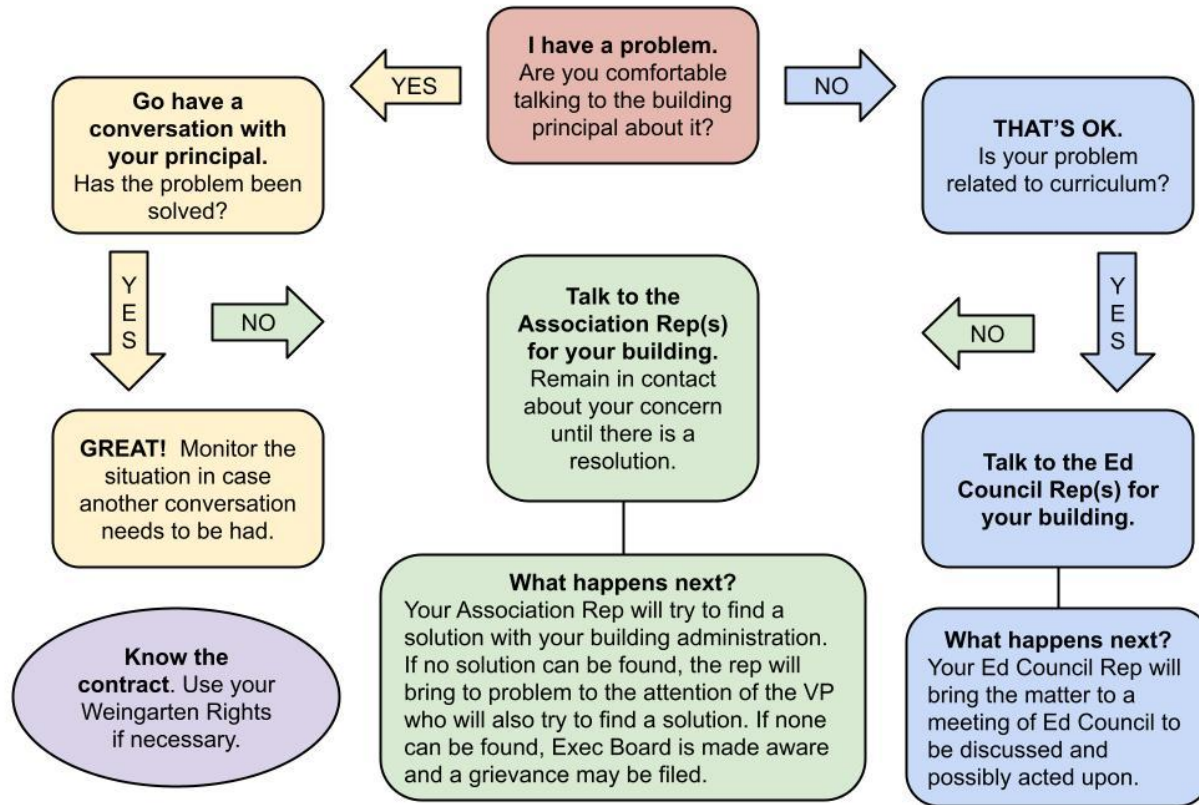 I have a problem.
Are you comfortable
talking to the building
principal about it?
YES
NO
Go have a
conversation with
your principal.
Has the problem been
solved?
THAT'S OK.
Is your problem
related to curriculum?
YES
NO
Talk to the
Association Rep(s)
for your building.
Remain in contact
about your concern
until there is a
resolution.
NO
YES
GREAT! Monitor the
situation in case
another conversation
needs to be had.
Talk to the Ed
Council Rep(s) for
your building.
Know the
contract. Use your
Weingarten Rights
if necessary.
What happens next?
Your Association Rep will try to find a
solution with your building administration.
If no solution can be found, the rep will
bring to problem to the attention of the VP
who will also try to find a solution. If none
can be found, Exec Board is made aware
and a grievance may be filed.
What happens next?
Your Ed Council Rep will
bring the matter to a
meeting of Ed Council to
be discussed and
possibly acted upon.